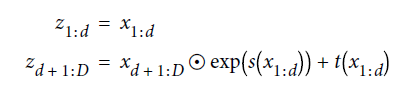 z_{1:d} = x_{1:d}
z_{d+1:D} = x_{d+1:D} ⊙ exp(s(x_{1:d})) + t(x_{1:d})